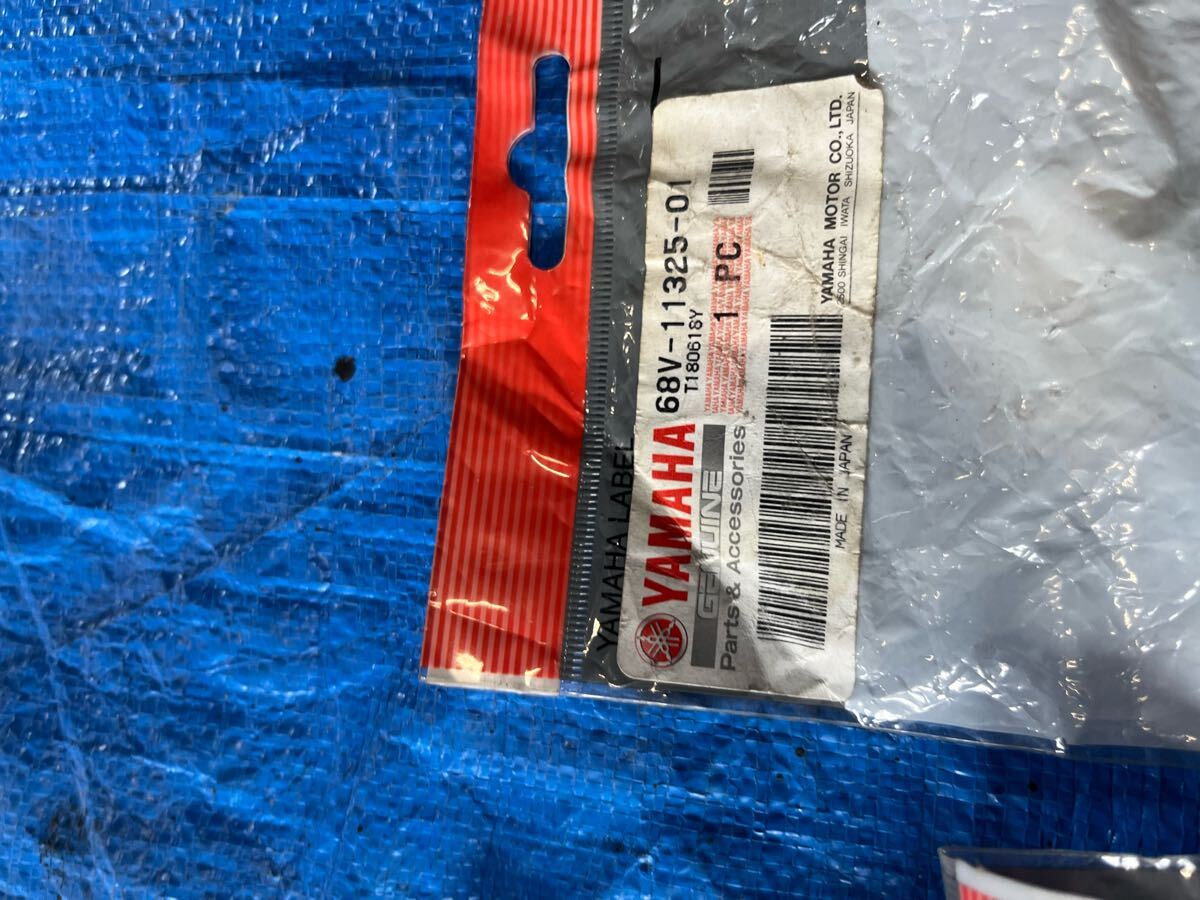 YAMAHA LABEL
YAMAHA 68V-11325-01
T180618Y
GENUINE
Parts & Accessories
1 PC
MADE IN JAPAN
YAMAHA MOTOR CO.,LTD.
2500 SHINGAI IWATA SHIZUOKA JAPAN